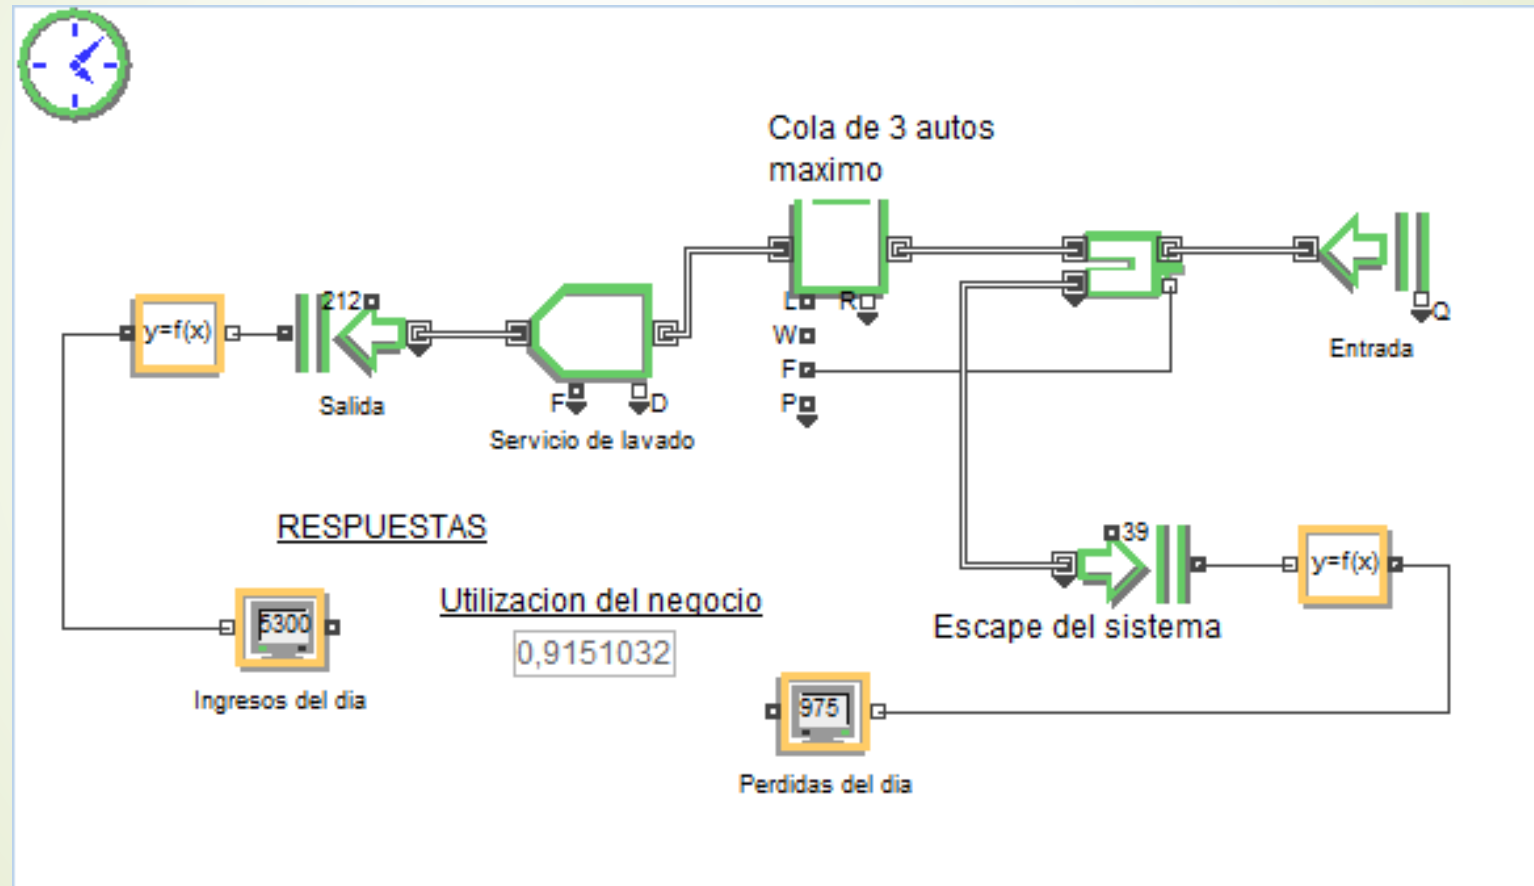 Cola de 3 autos
maximo
212
y=f(x)
L
R
W
F
P
Q
Entrada
Salida
F
D
Servicio de lavado
RESPUESTAS
39
y=f(x)
Utilizacion del negocio
Escape del sistema
5300
0,9151032
Ingresos del dia
975
Perdidas del dia